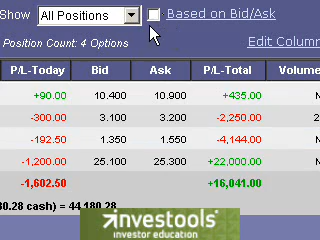 Show All Positions Based on Bid/Ask
Position Count: 4 Options Edit Column
P/L-Today Bid Ask P/L-Total Volume
+90.00 10.400 10.900 +435.00 N
-300.00 3.100 3.200 -2,250.00 2
-192.50 1.350 1.550 -4,144.00 N
-1,200.00 25.100 25.300 +22,000.00 N
-1,602.50 +16,041.00
80.28 cash) = 44,180.28
investools®
investor education